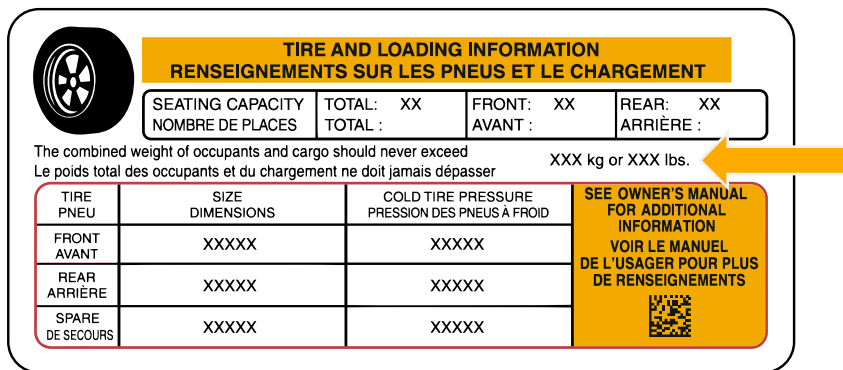 TIRE AND LOADING INFORMATION
RENSEIGNEMENTS SUR LES PNEUS ET LE CHARGEMENT
SEATING CAPACITY TOTAL: XX FRONT: XX REAR: XX
NOMBRE DE PLACES TOTAL : AVANT : ARRIÈRE :
The combined weight of occupants and cargo should never exceed
Le poids total des occupants et du chargement ne doit jamais dépasser
XXX kg or XXX lbs.
TIRE
PNEU
SIZE
DIMENSIONS
COLD TIRE PRESSURE
PRESSION DES PNEUS À FROID
FRONT
AVANT
XXXXX
XXXXX
REAR
ARRIÈRE
XXXXX
XXXXX
SPARE
DE SECOURS
XXXXX
XXXXX
SEE OWNER'S MANUAL
FOR ADDITIONAL
INFORMATION
VOIR LE MANUEL
DE L'USAGER POUR PLUS
DE RENSEIGNEMENTS